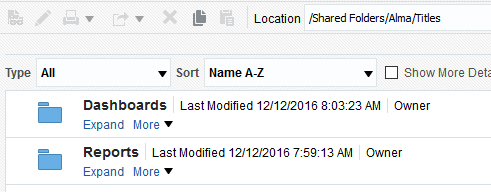 Location /Shared Folders/Alma/Titles
Type All Sort Name A-Z Show More Deta
Dashboards Last Modified 12/12/2016 8:03:23 AM Owner
Expand More
Reports Last Modified 12/12/2016 7:59:13 AM Owner
Expand More